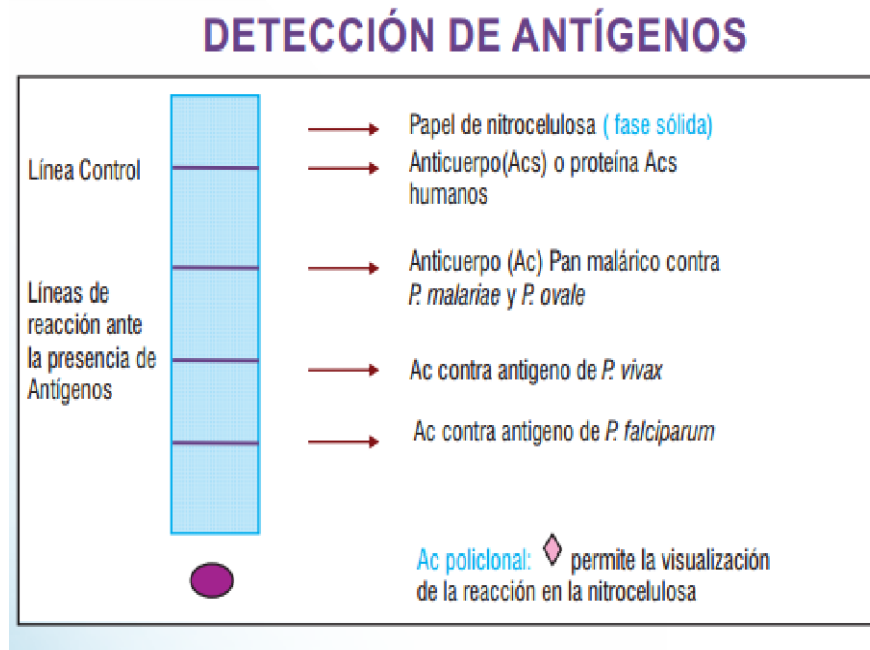 DETECCIÓN DE ANTÍGENOS
Línea Control
Líneas de
reacción ante
la presencia de
Antígenos
Papel de nitrocelulosa ( fase sólida)
Anticuerpo(Acs) o proteína Acs
humanos
Anticuerpo (Ac) Pan malárico contra
P. malariae y P. ovale
Ac contra antigeno de P. vivax
Ac contra antigeno de P. falciparum
Ac policlonal: permite la visualización
de la reacción en la nitrocelulosa